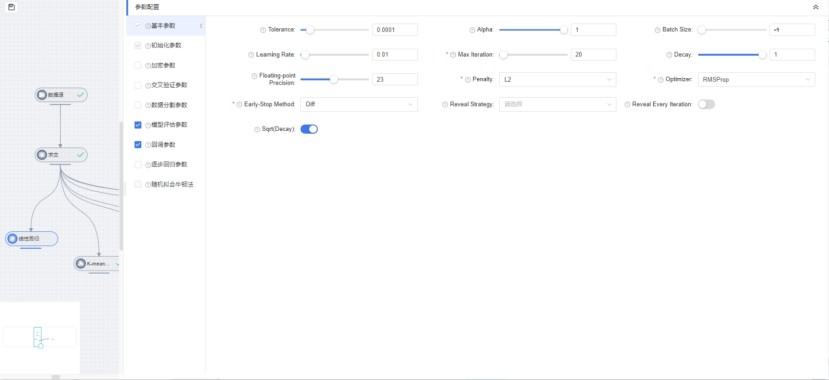 参数配置
基本参数
初始化参数
加密参数
交叉验证参数
数据分割参数
模型评估参数
回调参数
逐步回归参数
随机拟合牛顿法
Tolerance:
0.0001
Alpha:
1
Batch Size:
-1
Learning Rate:
0.01
* Max Iteration:
20
Decay:
1
Floating-point
Precision:
23
* Penalty:
L2
* Optimizer:
RMSProp
* Early-Stop Method:
Diff
Reveal Strategy:
请选择
Reveal Every Iteration:
Sqrt(Decay):
数据源
求交
线性回归
K-mean...